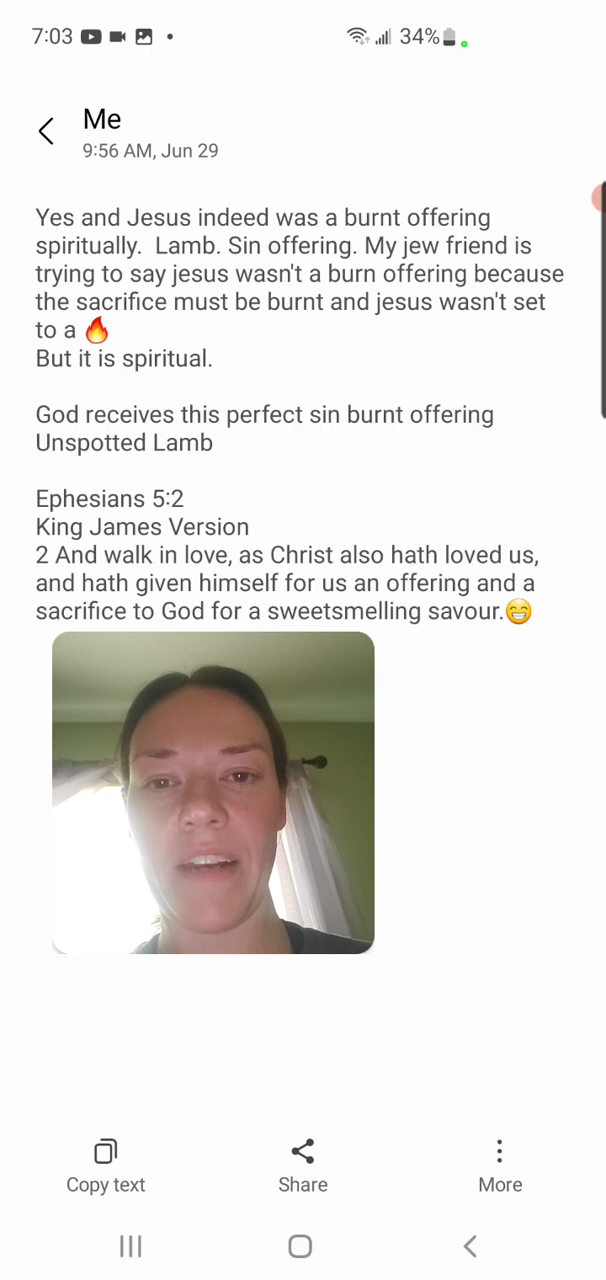 7:03 34%
Me
9:56 AM, Jun 29
Yes and Jesus indeed was a burnt offering
spiritually.  Lamb. Sin offering. My jew friend is
trying to say jesus wasn't a burn offering because
the sacrifice must be burnt and jesus wasn't set
to a 🔥
But it is spiritual.
God receives this perfect sin burnt offering
Unspotted Lamb
Ephesians 5:2
King James Version
2 And walk in love, as Christ also hath loved us,
and hath given himself for us an offering and a
sacrifice to God for a sweetsmelling savour.😁
Copy text Share More